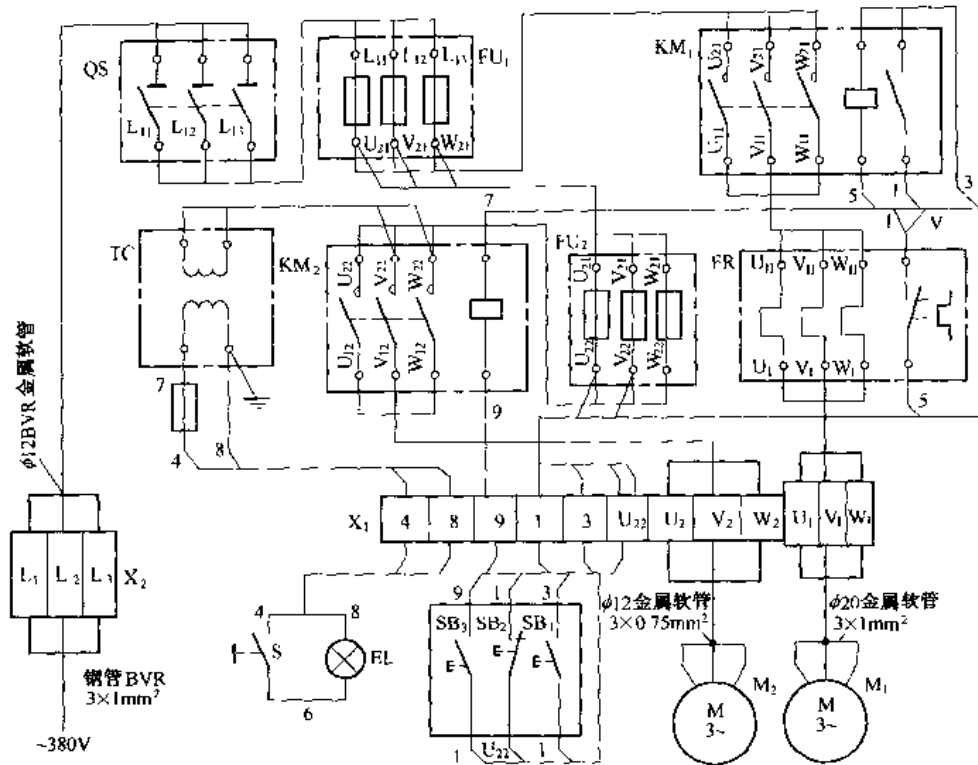 QS
L₁₁ L₁₂ L₁₃
L₁₁ L₁₂ L₁₃ FU₁
U₂₁ V₂₁ W₂₁
KM₁
U₂₁ V₂₁ W₂₁
U₁₁ V₁₁ W₁₁
5 1 3
1 V
7
TC
7
4 8
KM₂
U₂₂ V₂₂ W₂₂
U₁₂ V₁₂ W₁₂
9
FU₂
U₂₁ V₂₁ W₂₁
U₂₂ V₂₂ W₂₂
FR
U₁₁ V₁₁ W₁₁
U₁ V₁ W₁
5
φ12BVR金属软管
L₁ L₂ L₃ X₂
钢管BVR
3×1mm²
~380V
X₁ 4 8 9 1 3 U₂₂ U₂ V₂ W₂ U₁ V₁ W₁
4 8
S EL
6
9 1 3
SB₃ SB₂ SB₁
1 U₂₂ 1
φ12金属软管
3×0.75mm²
φ20金属软管
3×1mm²
M
3~
M₂
M
3~
M₁